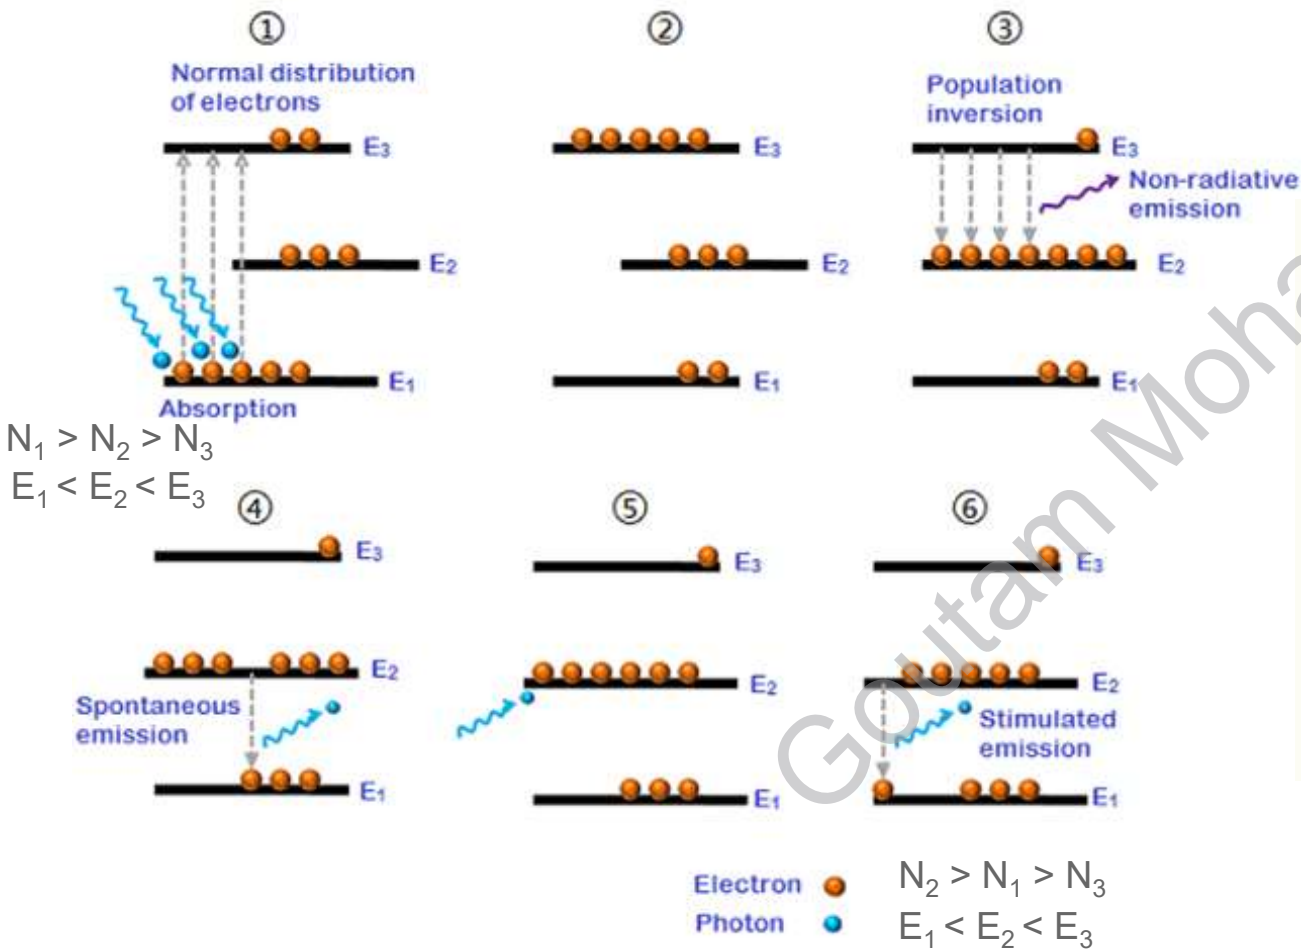 ①
Normal distribution
of electrons
E₃
E₂
E₁
Absorption
N₁ > N₂ > N₃
E₁ < E₂ < E₃
②
E₃
E₂
E₁
③
Population
inversion
E₃
Non-radiative
emission
E₂
E₁
④
E₃
E₂
Spontaneous
emission
E₁
⑤
E₃
E₂
E₁
⑥
E₃
E₂
Stimulated
emission
E₁
Electron
Photon
N₂ > N₁ > N₃
E₁ < E₂ < E₃
Goutam Moha